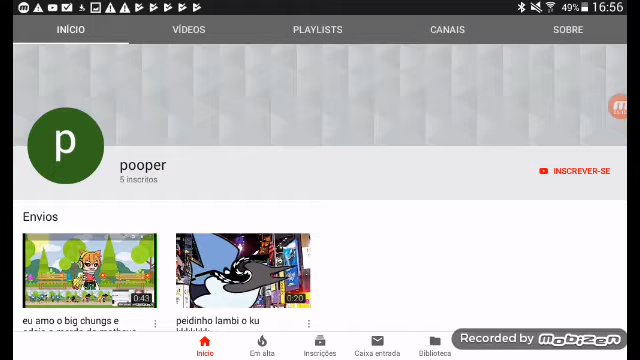 49% 16:56
INÍCIO VÍDEOS PLAYLISTS CANAIS SOBRE
p
pooper
5 inscritos
INSCREVER-SE
Envios
0:43
0:20
eu amo o big chungs e
peidinho lambi o ku
Início Em alta Inscrições Caixa entrada Biblioteca
Recorded by MOBIZEN